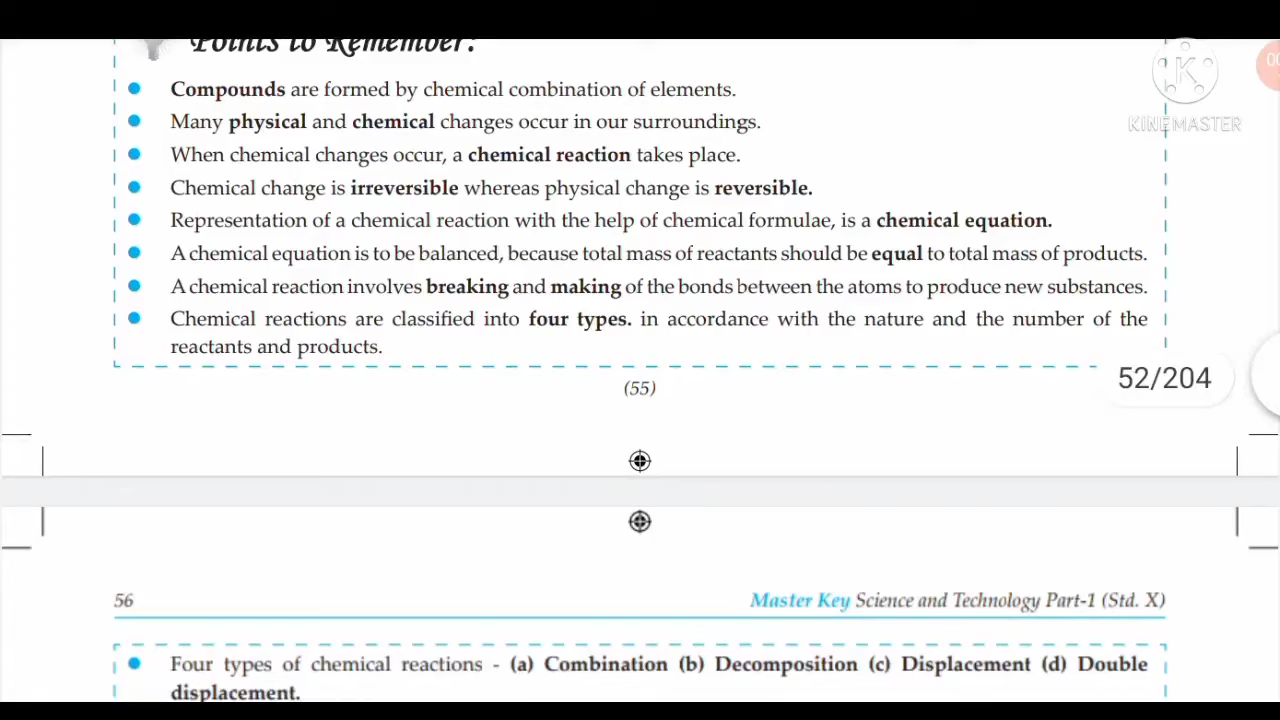 Points to Remember:
Compounds are formed by chemical combination of elements.
Many physical and chemical changes occur in our surroundings.
When chemical changes occur, a chemical reaction takes place.
Chemical change is irreversible whereas physical change is reversible.
Representation of a chemical reaction with the help of chemical formulae, is a chemical equation.
A chemical equation is to be balanced, because total mass of reactants should be equal to total mass of products.
A chemical reaction involves breaking and making of the bonds between the atoms to produce new substances.
Chemical reactions are classified into four types. in accordance with the nature and the number of the
reactants and products.
(55)
52/204
56
Master Key Science and Technology Part-1 (Std. X)
Four types of chemical reactions - (a) Combination (b) Decomposition (c) Displacement (d) Double
displacement.
K
KINEMASTER